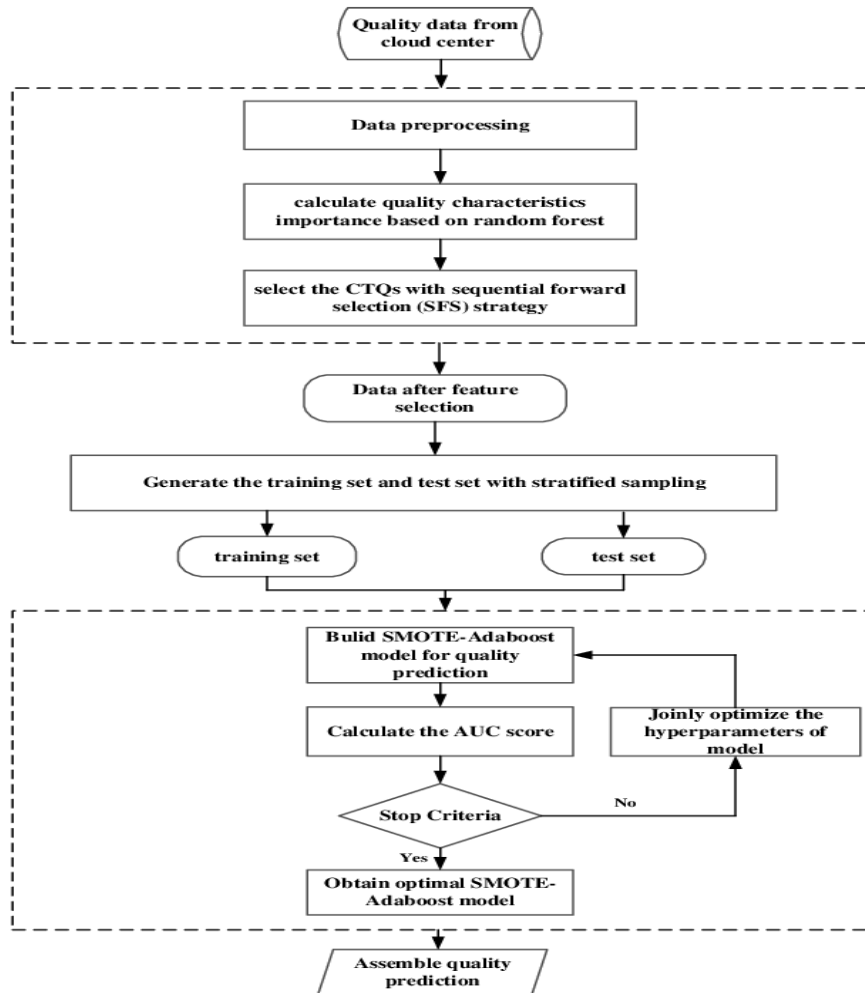 Quality data from
cloud center
Data preprocessing
calculate quality characteristics
importance based on random forest
select the CTQs with sequential forward
selection (SFS) strategy
Data after feature
selection
Generate the training set and test set with stratified sampling
training set
test set
Bulid SMOTE-Adaboost
model for quality
prediction
Calculate the AUC score
Joinly optimize the
hyperparameters of
model
Stop Criteria
No
Yes
Obtain optimal SMOTE-
Adaboost model
Assemble quality
prediction